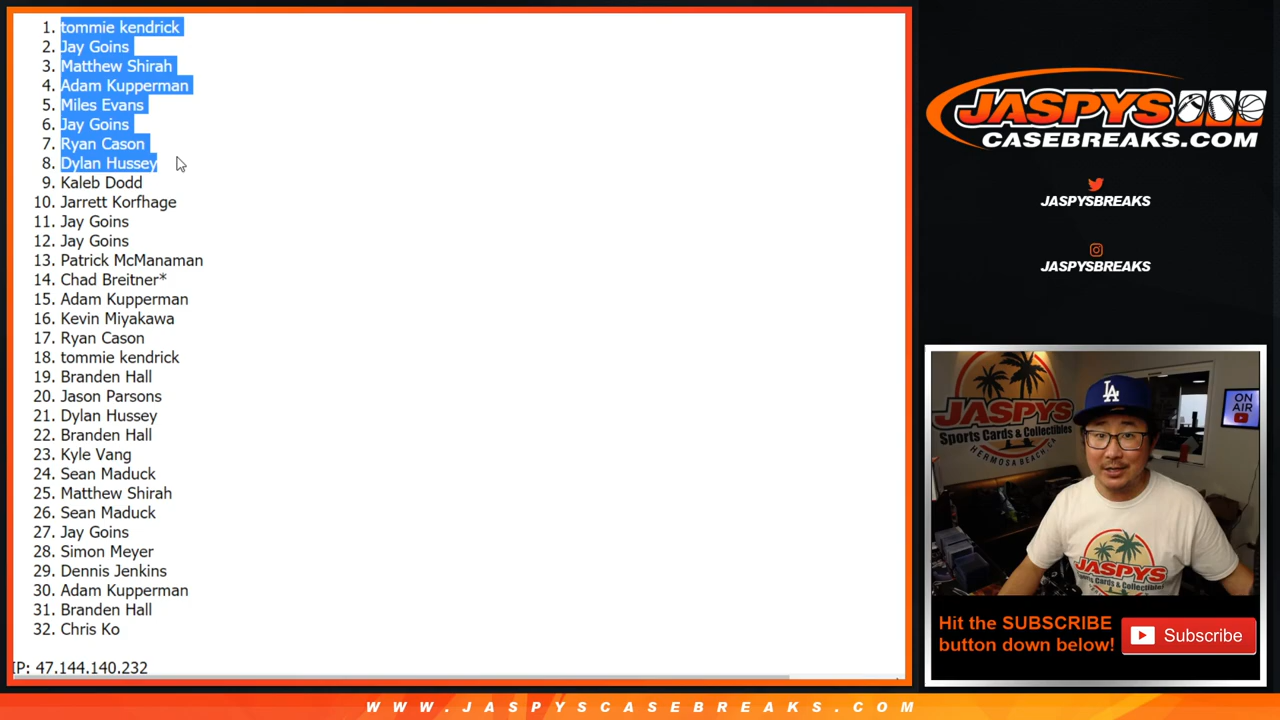 1. tommie kendrick
2. Jay Goins
3. Matthew Shirah
4. Adam Kupperman
5. Miles Evans
6. Jay Goins
7. Ryan Cason
8. Dylan Hussey
9. Kaleb Dodd
10. Jarrett Korfhage
11. Jay Goins
12. Jay Goins
13. Patrick McManaman
14. Chad Breitner*
15. Adam Kupperman
16. Kevin Miyakawa
17. Ryan Cason
18. tommie kendrick
19. Branden Hall
20. Jason Parsons
21. Dylan Hussey
22. Branden Hall
23. Kyle Vang
24. Sean Maduck
25. Matthew Shirah
26. Sean Maduck
27. Jay Goins
28. Simon Meyer
29. Dennis Jenkins
30. Adam Kupperman
31. Branden Hall
32. Chris Ko
IP: 47.144.140.232
JASPYS
CASEBREAKS.COM
JASPYSBREAKS
JASPYSBREAKS
JASPYS
Sports Cards & Collectibles
HERMOSA BEACH, CA
ON
AIR
LA
JASPYS
Sports Cards & Collectibles
Hit the SUBSCRIBE
button down below!
Subscribe
WWW.JASPYSCASEBREAKS.COM